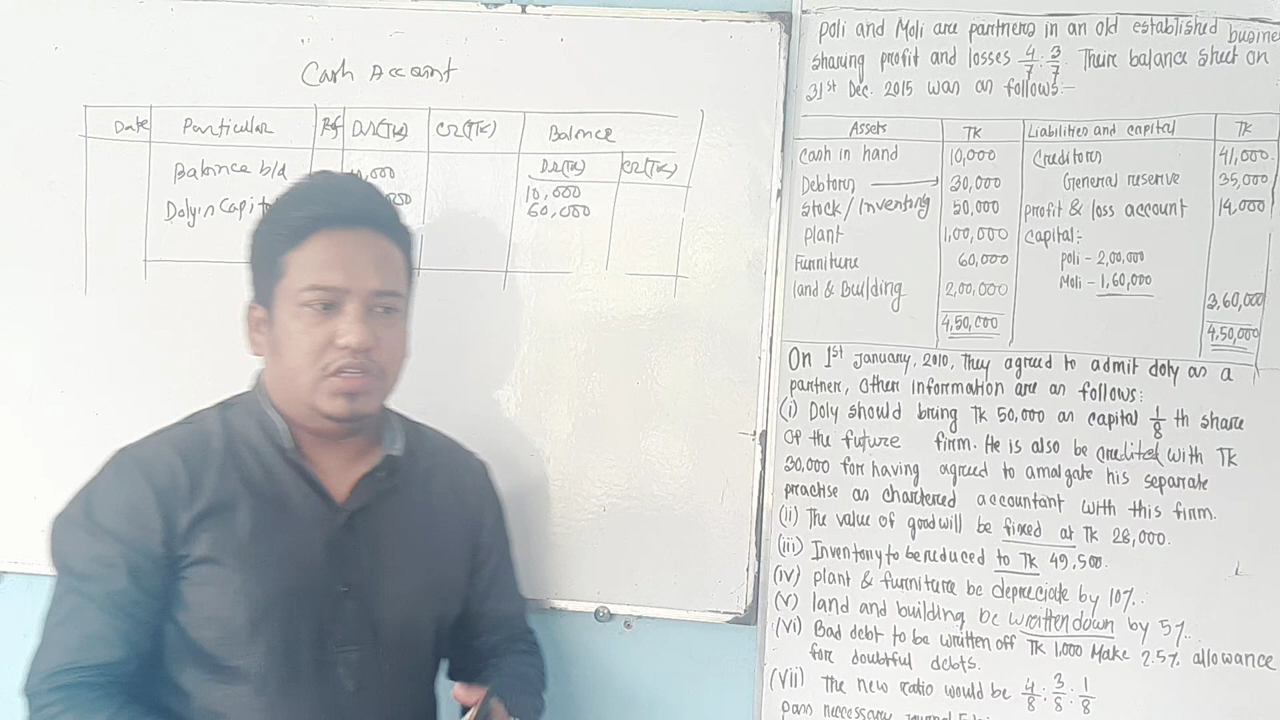 Cash Account
Date Particular Rf Dr(TK) Cr(TK) Balance
Dr(TK) Cr(TK)
Balance b/d 10,000
Doly's Capit 60,000
Poli and Moli are partners in an old established busine
sharing profit and losses 4/7 : 3/7. Their balance sheet on
31st Dec. 2015 was as follows:-
Assets TK Liabilities and capital TK
Cash in hand 10,000 Creditors 41,000
Debtors 30,000 General reserve 35,000
Stock/Inventing 50,000 profit & loss account 14,000
Plant 1,00,000 Capital:
Furniture 60,000 Poli - 2,00,000
land & Building 2,00,000 Moli - 1,60,000
3,60,000
4,50,000 4,50,000
On 1st January, 2010, They agreed to admit doly as a
partner, Other information are as follows:
(i) Doly should bring TK 50,000 as capital 1/8 th share
of the future firm. He is also be credited with TK
30,000 for having agreed to amalgate his separate
practise as chartered accountant with this firm.
(ii) The value of goodwill be fixed at TK 28,000.
(iii) Inventory to be reduced to TK 49,500.
(iv) plant & furniture be depreciate by 10%.
(v) land and building be written down by 5%.
(vi) Bad debt to be written off TK 1,000 Make 2.5% allowance
for doubtful debts.
(vii) The new ratio would be 4/8 : 3/8 : 1/8
pass necessary